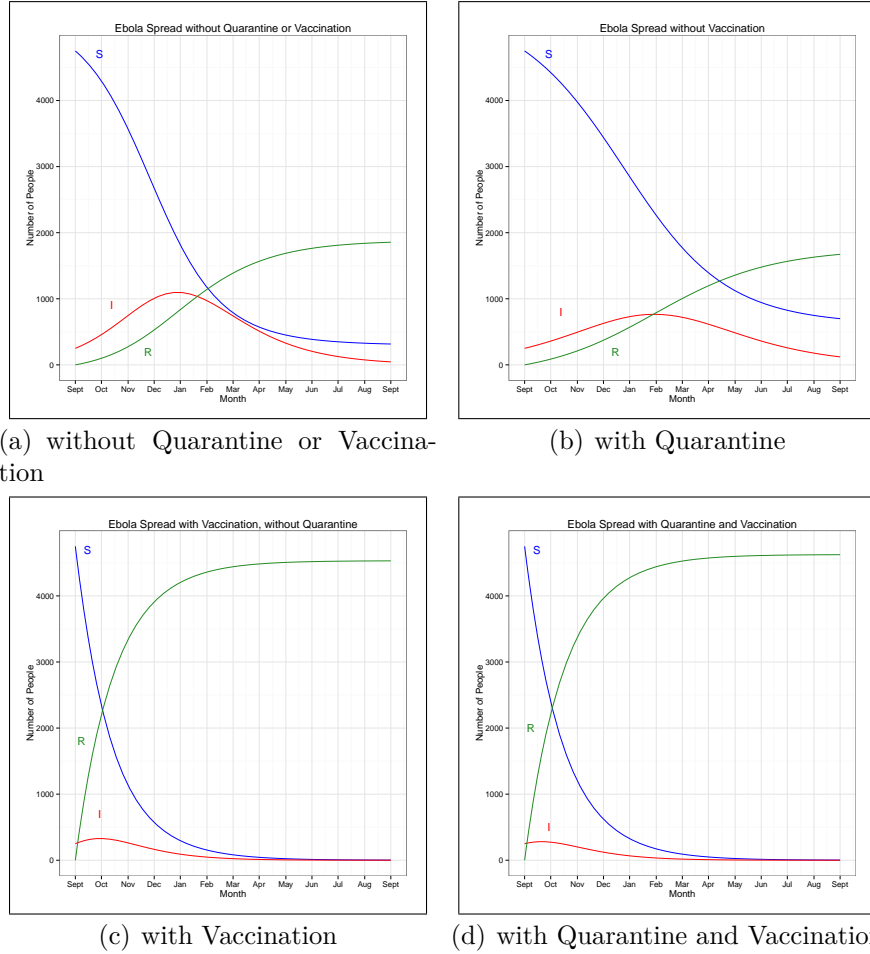 Ebola Spread without Quarantine or Vaccination
S
I
R
Number of People
4000
3000
2000
1000
0
Sept Oct Nov Dec Jan Feb Mar Apr May Jun Jul Aug Sept
Month
(a) without Quarantine or Vaccina-
tion
Ebola Spread without Vaccination
S
I
R
Number of People
4000
3000
2000
1000
0
Sept Oct Nov Dec Jan Feb March Apr May Jun Jul Aug Sept
Month
(b) with Quarantine
Ebola Spread with Vaccination, without Quarantine
S
R
I
Number of People
4000
3000
2000
1000
0
Sept Oct Nov Dec Jan Feb Mar Apr May Jun Jul Aug Sept
Month
(c) with Vaccination
Ebola Spread with Quarantine and Vaccination
S
R
I
Number of People
4000
3000
2000
1000
0
Sept Oct Nov Dec Jan Feb March Apr May Jun Jul Aug Sept
Month
(d) with Quarantine and Vaccination